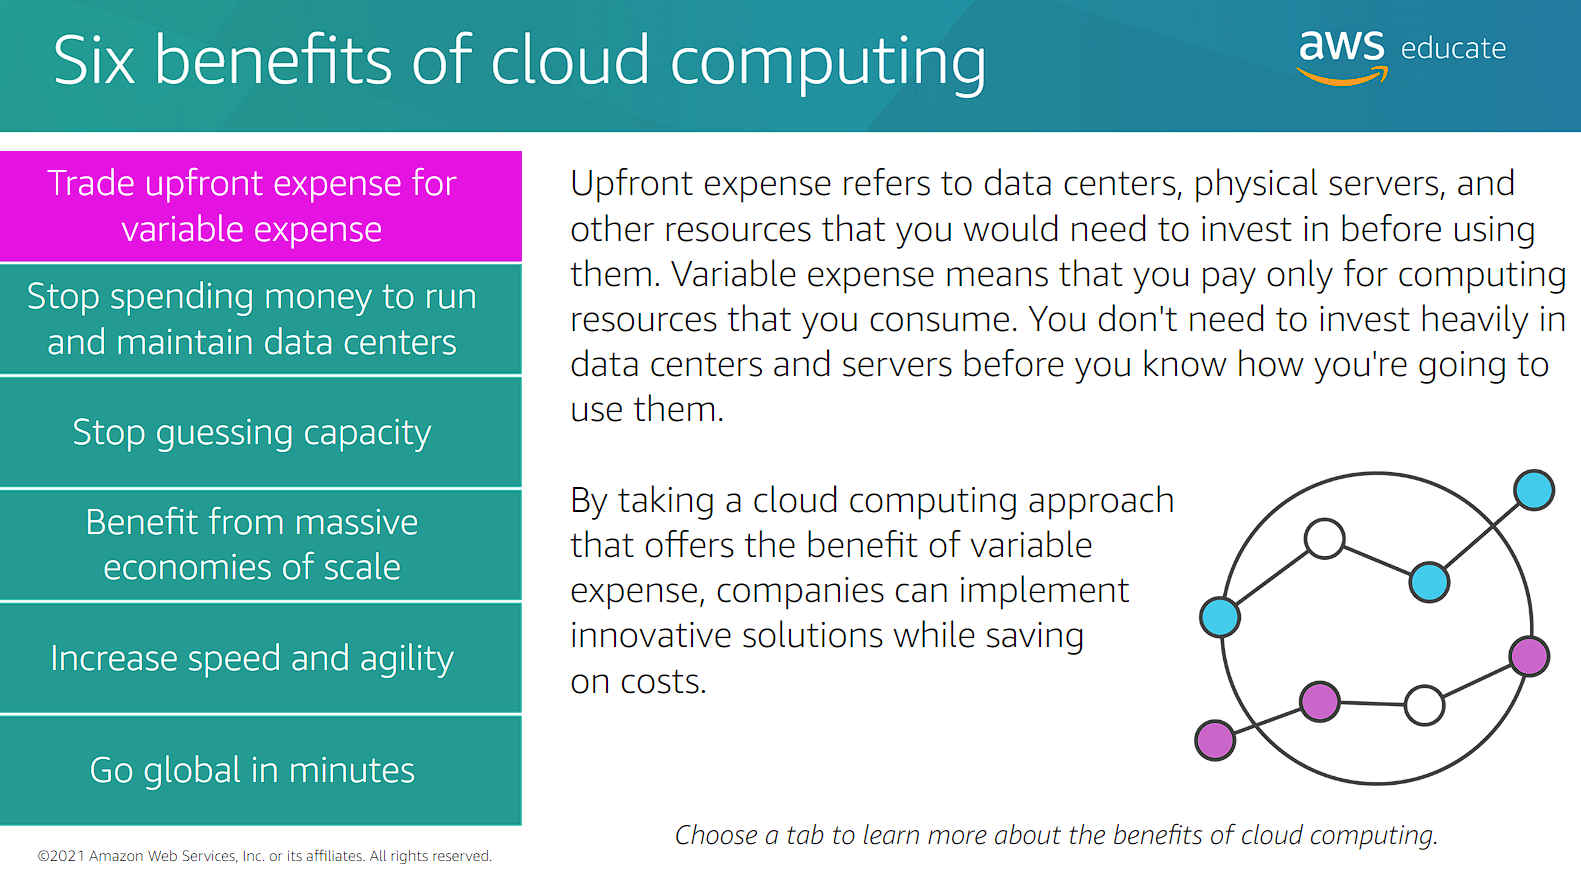 Six benefits of cloud computing
aws educate
Trade upfront expense for
variable expense
Stop spending money to run
and maintain data centers
Stop guessing capacity
Benefit from massive
economies of scale
Increase speed and agility
Go global in minutes
Upfront expense refers to data centers, physical servers, and
other resources that you would need to invest in before using
them. Variable expense means that you pay only for computing
resources that you consume. You don't need to invest heavily in
data centers and servers before you know how you're going to
use them.
By taking a cloud computing approach
that offers the benefit of variable
expense, companies can implement
innovative solutions while saving
on costs.
Choose a tab to learn more about the benefits of cloud computing.
©2021 Amazon Web Services, Inc. or its affiliates. All rights reserved.